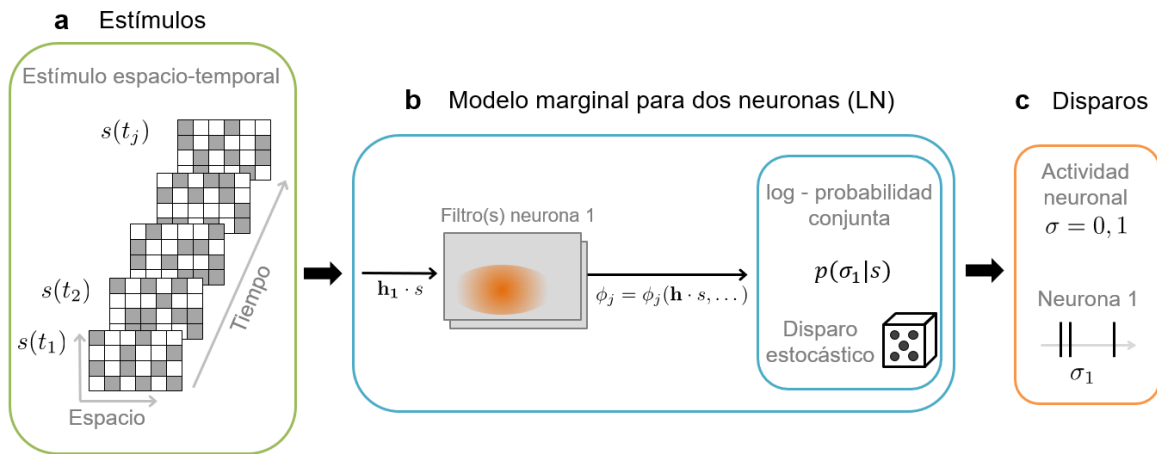 a Estímulos
Estímulo espacio-temporal
s(t_j)
s(t_2)
s(t_1)
Tiempo
Espacio
b Modelo marginal para dos neuronas (LN)
Filtro(s) neurona 1
h_1 · s
ϕ_j = ϕ_j(h · s, . . . )
log - probabilidad
conjunta
p(σ_1|s)
Disparo
estocástico
c Disparos
Actividad
neuronal
σ = 0, 1
Neurona 1
σ_1